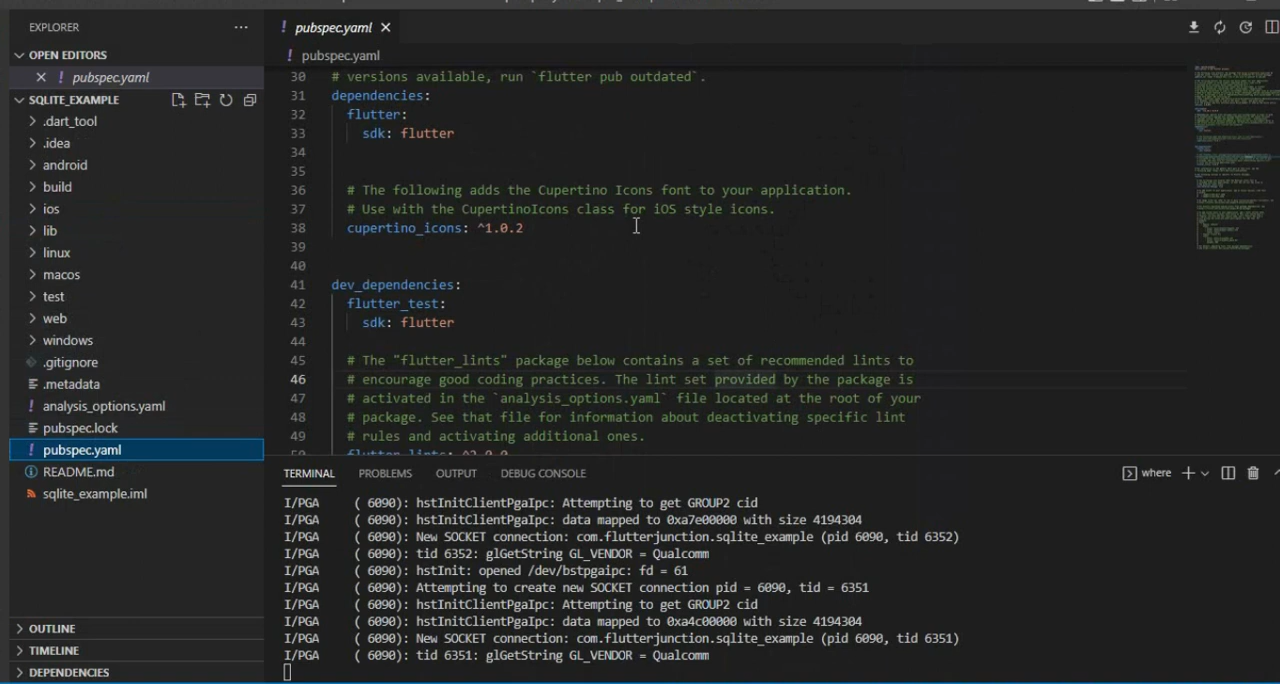 EXPLORER
OPEN EDITORS
pubspec.yaml
SQLITE_EXAMPLE
.dart_tool
.idea
android
build
ios
lib
linux
macos
test
web
windows
.gitignore
.metadata
analysis_options.yaml
pubspec.lock
pubspec.yaml
README.md
sqlite_example.iml
OUTLINE
TIMELINE
DEPENDENCIES
pubspec.yaml
pubspec.yaml
30 # versions available, run `flutter pub outdated`.
31 dependencies:
32 flutter:
33 sdk: flutter
34
35
36 # The following adds the Cupertino Icons font to your application.
37 # Use with the CupertinoIcons class for iOS style icons.
38 cupertino_icons: ^1.0.2
39
40
41 dev_dependencies:
42 flutter_test:
43 sdk: flutter
44
45 # The "flutter_lints" package below contains a set of recommended lints to
46 # encourage good coding practices. The lint set provided by the package is
47 # activated in the `analysis_options.yaml` file located at the root of your
48 # package. See that file for information about deactivating specific lint
49 # rules and activating additional ones.
TERMINAL PROBLEMS OUTPUT DEBUG CONSOLE where
I/PGA ( 6090): hstInitClientPgaIpc: Attempting to get GROUP2 cid
I/PGA ( 6090): hstInitClientPgaIpc: data mapped to 0xa7e00000 with size 4194304
I/PGA ( 6090): New SOCKET connection: com.flutterjunction.sqlite_example (pid 6090, tid 6352)
I/PGA ( 6090): tid 6352: glGetString GL_VENDOR = Qualcomm
I/PGA ( 6090): hstInit: opened /dev/bstpgaipc: fd = 61
I/PGA ( 6090): Attempting to create new SOCKET connection pid = 6090, tid = 6351
I/PGA ( 6090): hstInitClientPgaIpc: Attempting to get GROUP2 cid
I/PGA ( 6090): hstInitClientPgaIpc: data mapped to 0xa4c00000 with size 4194304
I/PGA ( 6090): New SOCKET connection: com.flutterjunction.sqlite_example (pid 6090, tid 6351)
I/PGA ( 6090): tid 6351: glGetString GL_VENDOR = Qualcomm